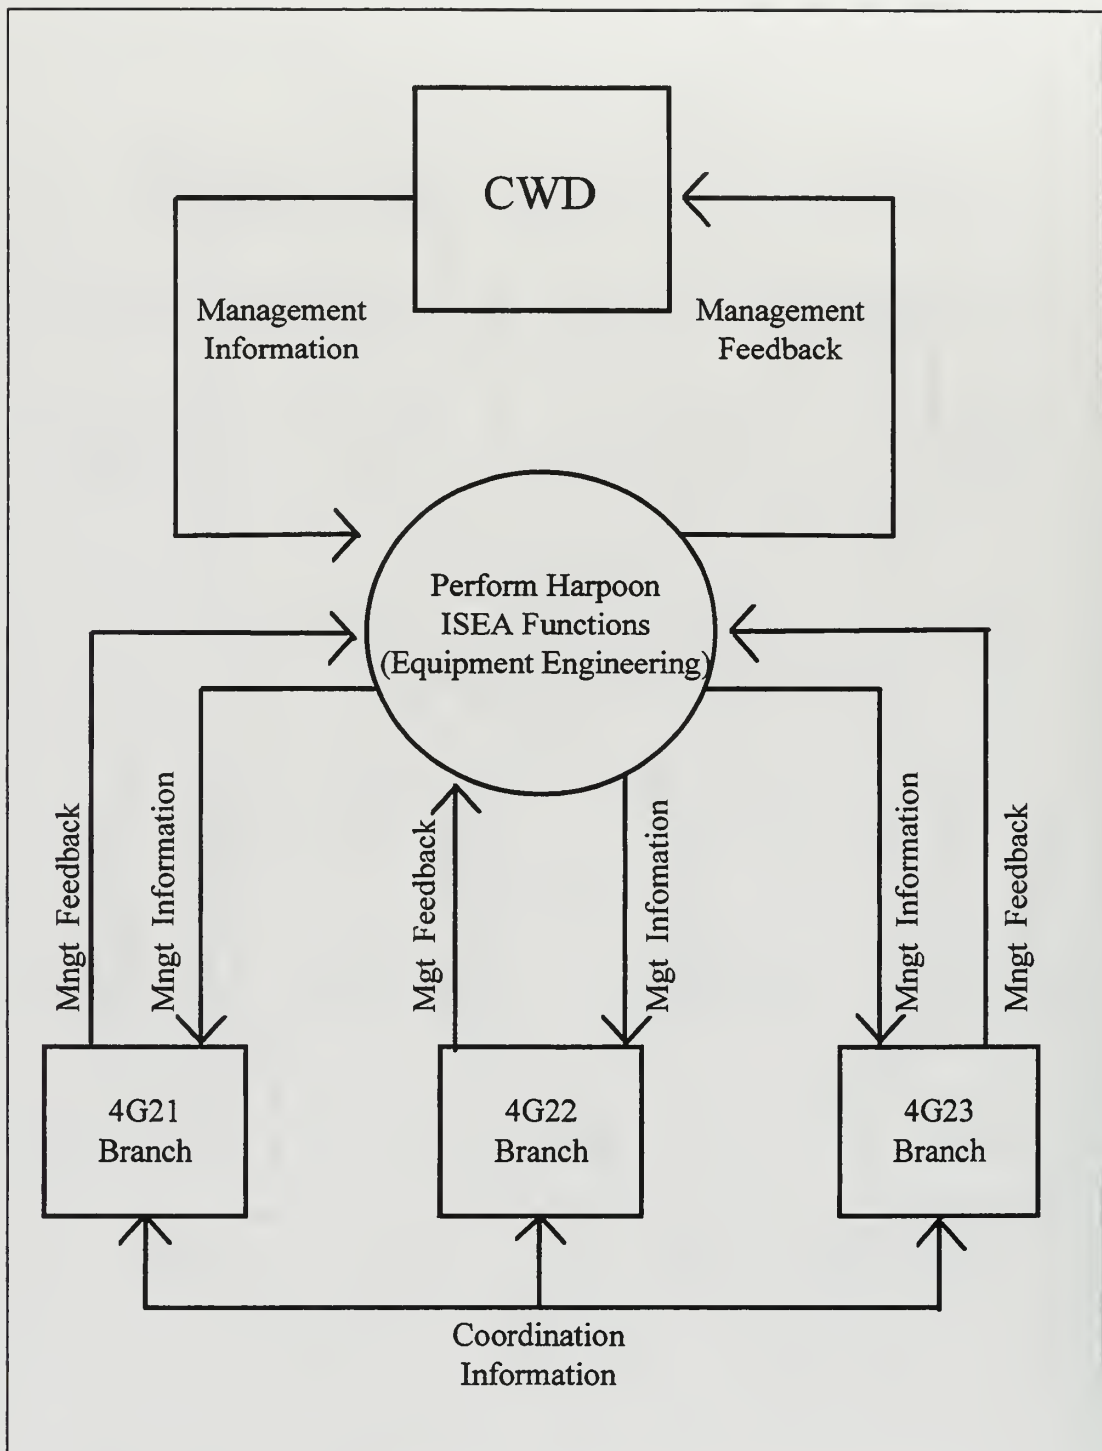 CWD
Management
Information
Management
Feedback
Perform Harpoon
ISEA Functions
(Equipment Engineering)
Mngt Feedback
Mngt Information
Mgt Feedback
Mgt Infomation
Mngt Information
Mngt Feedback
4G21
Branch
4G22
Branch
4G23
Branch
Coordination
Information